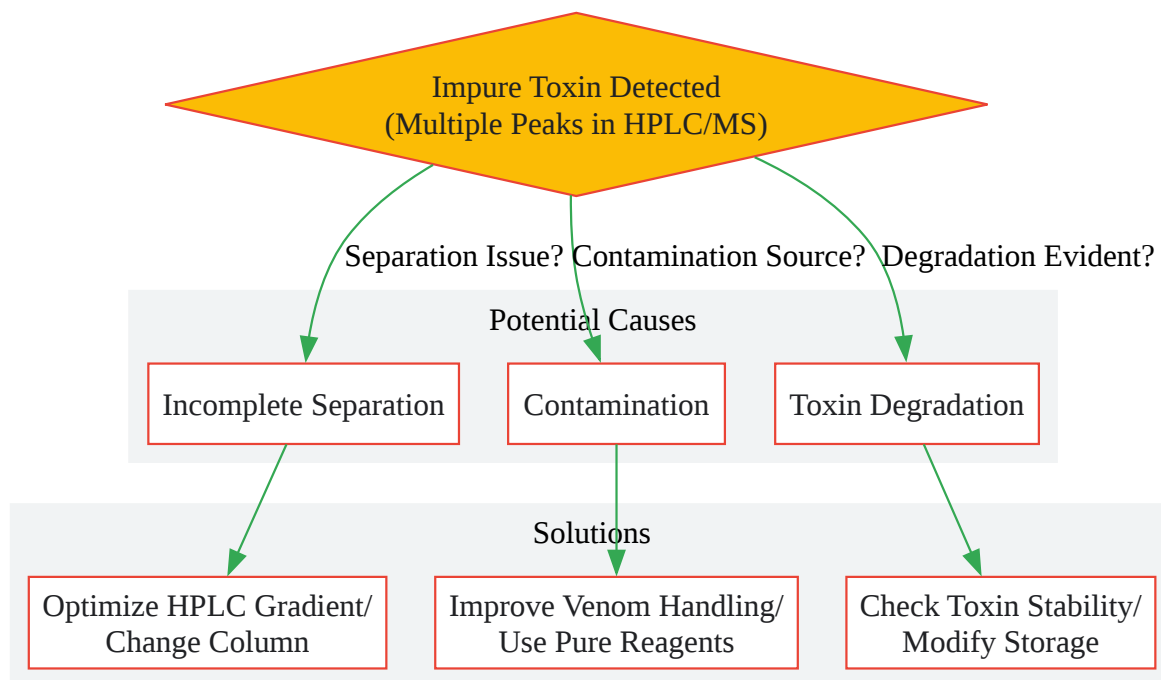 Impure Toxin Detected
(Multiple Peaks in HPLC/MS)
Separation Issue?
Contamination Source?
Degradation Evident?
Potential Causes
Incomplete Separation
Contamination
Toxin Degradation
Solutions
Optimize HPLC Gradient/
Change Column
Improve Venom Handling/
Use Pure Reagents
Check Toxin Stability/
Modify Storage